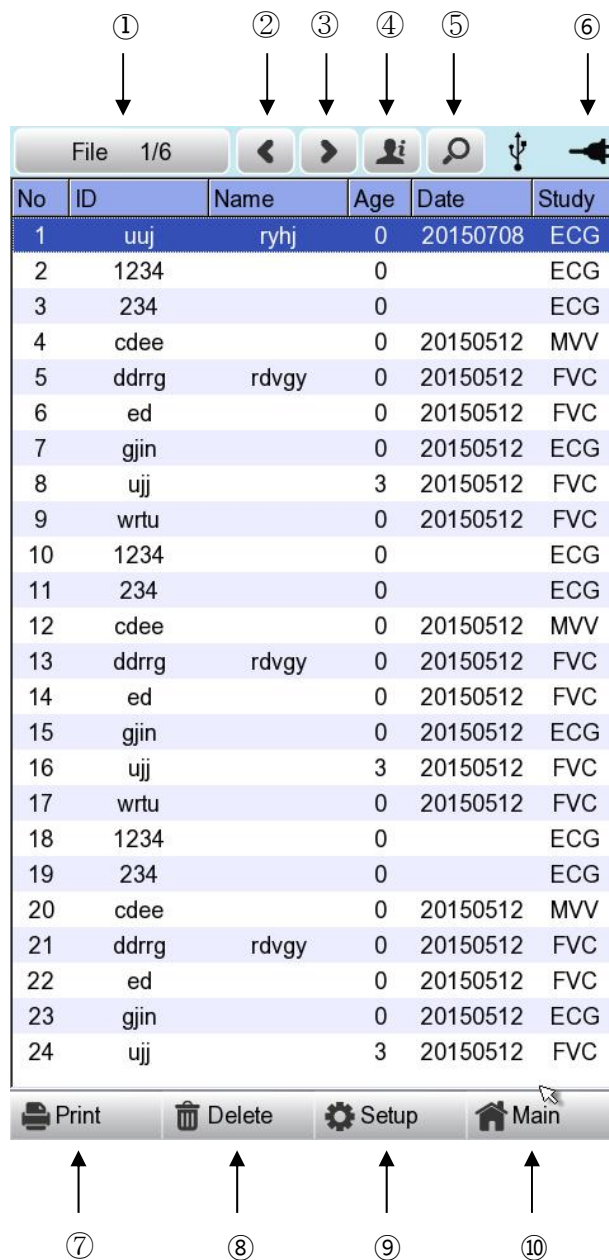 ① ② ③ ④ ⑤ ⑥
File 1/6
No ID Name Age Date Study
1 uuj ryhj 0 20150708 ECG
2 1234 0 ECG
3 234 0 ECG
4 cdee 0 20150512 MVV
5 ddrrg rdvgy 0 20150512 FVC
6 ed 0 20150512 FVC
7 gjin 0 20150512 ECG
8 ujj 3 20150512 FVC
9 wrtu 0 20150512 FVC
10 1234 0 ECG
11 234 0 ECG
12 cdee 0 20150512 MVV
13 ddrrg rdvgy 0 20150512 FVC
14 ed 0 20150512 FVC
15 gjin 0 20150512 ECG
16 ujj 3 20150512 FVC
17 wrtu 0 20150512 FVC
18 1234 0 ECG
19 234 0 ECG
20 cdee 0 20150512 MVV
21 ddrrg rdvgy 0 20150512 FVC
22 ed 0 20150512 FVC
23 gjin 0 20150512 ECG
24 ujj 3 20150512 FVC
Print Delete Setup Main
⑦ ⑧ ⑨ ⑩